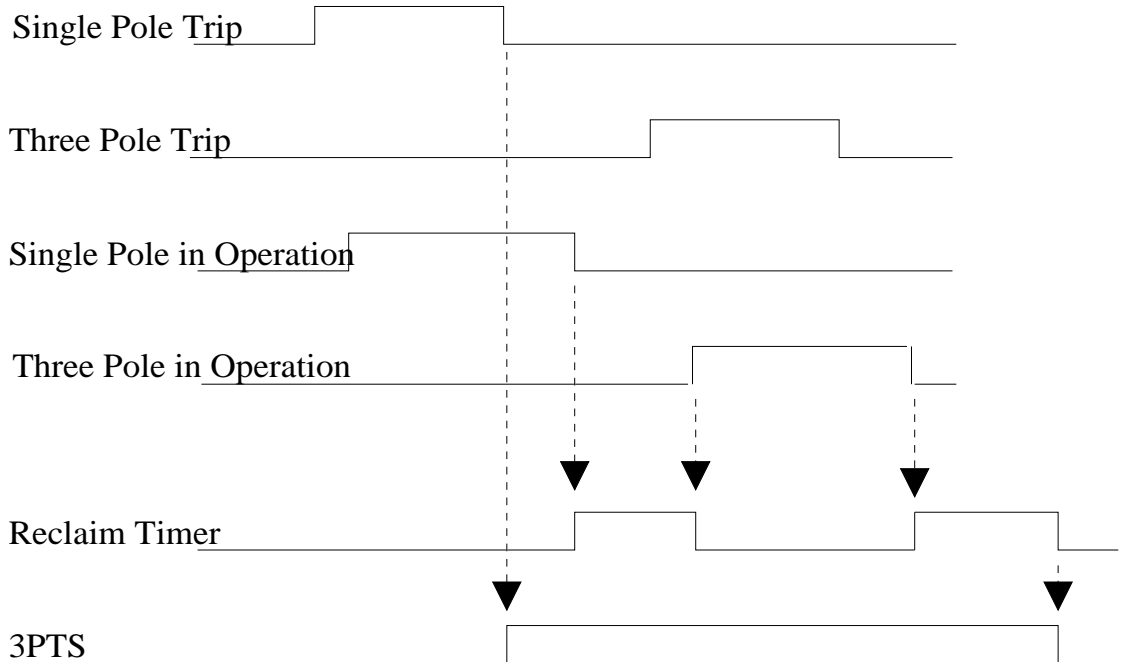 Single Pole Trip
Three Pole Trip
Single Pole in Operation
Three Pole in Operation
Reclaim Timer
3PTS